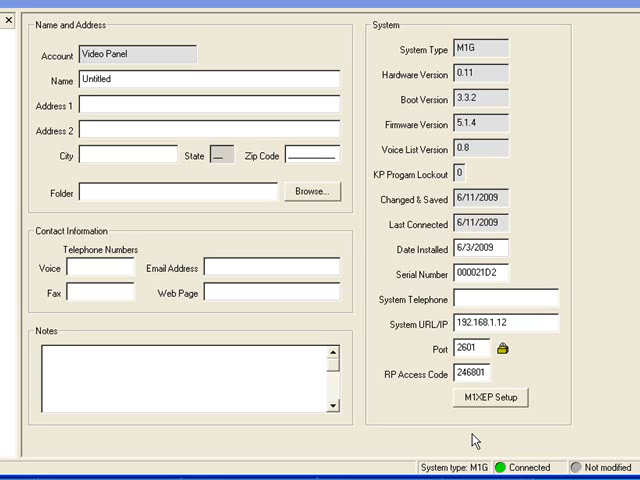 Name and Address
Account Video Panel
Name Untitled
Address 1
Address 2
City State Zip Code
Folder Browse...
Contact Information
Telephone Numbers
Voice Email Address
Fax Web Page
Notes
System
System Type M1G
Hardware Version 0.11
Boot Version 3.3.2
Firmware Version 5.1.4
Voice List Version 0.8
KP Progam Lockout 0
Changed & Saved 6/11/2009
Last Connected 6/11/2009
Date Installed 6/3/2009
Serial Number 000021D2
System Telephone
System URL/IP 192.168.1.12
Port 2601
RP Access Code 246801
M1XEP Setup
System type: M1G Connected Not modified